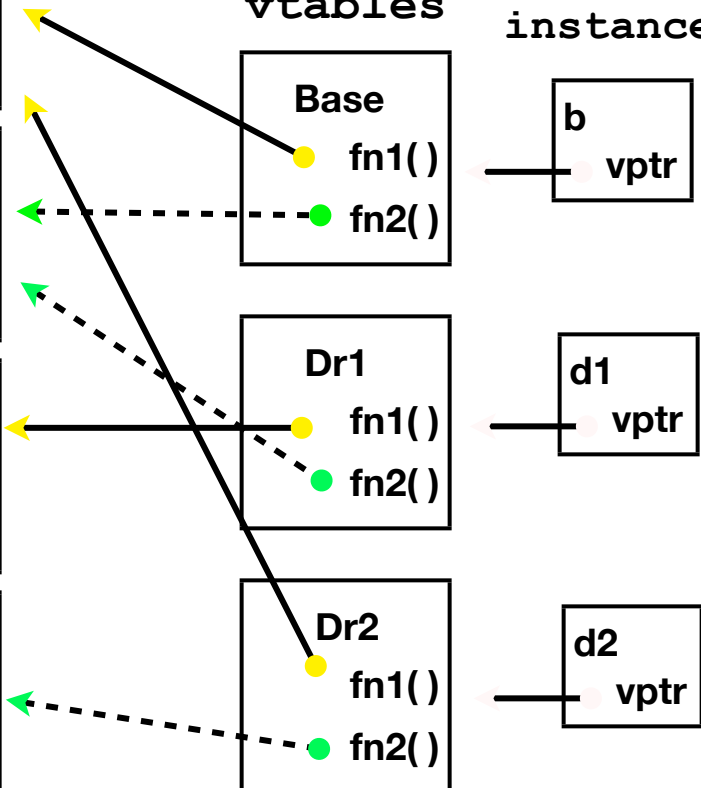 vtables
instance
Base
fn1()
fn2()
b
vptr
Dr1
fn1()
fn2()
d1
vptr
Dr2
fn1()
fn2()
d2
vptr